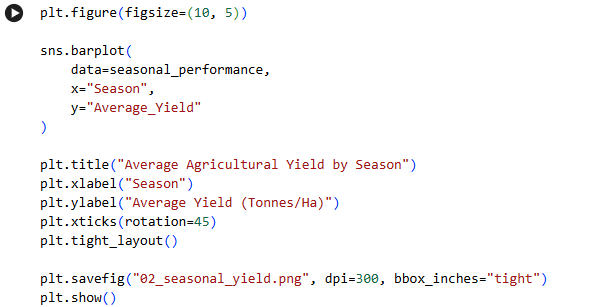 plt.figure(figsize=(10, 5))
sns.barplot(
    data=seasonal_performance,
    x="Season",
    y="Average_Yield"
)
plt.title("Average Agricultural Yield by Season")
plt.xlabel("Season")
plt.ylabel("Average Yield (Tonnes/Ha)")
plt.xticks(rotation=45)
plt.tight_layout()
plt.savefig("02_seasonal_yield.png", dpi=300, bbox_inches="tight")
plt.show()